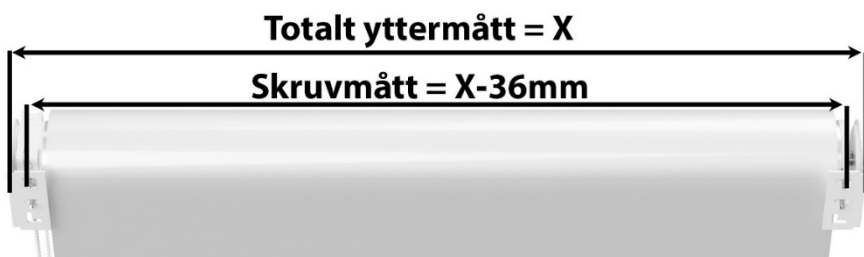 Totalt yttermått = X
Skruvmått = X-36mm